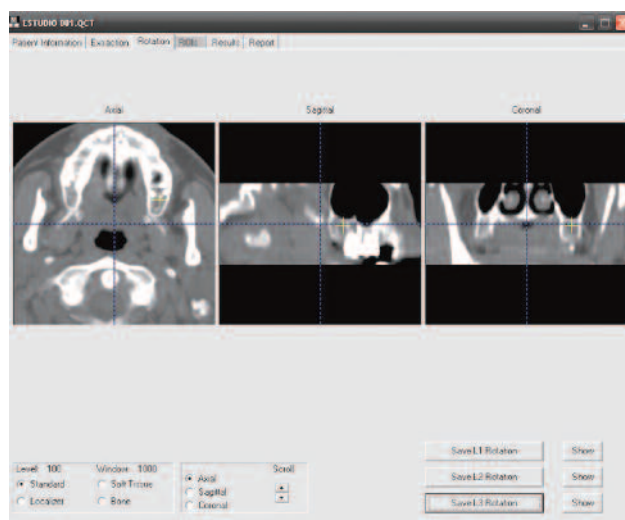 ESTUDIO 001.QCT
Patient Information Extraction Rotation ROI's Results Report
Axial Sagittal Coronal
Level: 100 Window: 1000
Standard Soft Tissue
Localizer Bone
Axial Scroll
Sagittal
Coronal
Save L1 Rotation Show
Save L2 Rotation Show
Save L3 Rotation Show